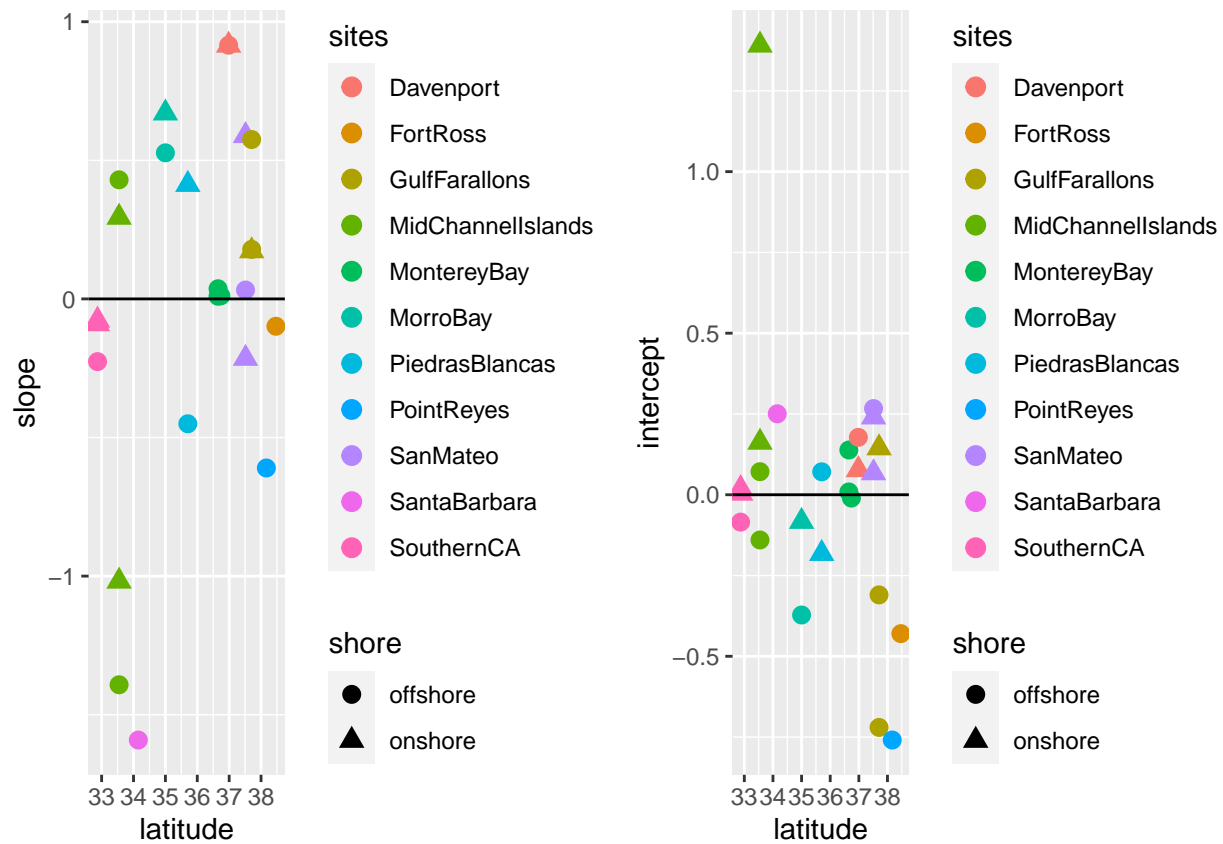 1
0
−1
slope
33 34 35 36 37 38
latitude
sites
Davenport
FortRoss
GulfFarallons
MidChannelIslands
MontereyBay
MorroBay
PiedrasBlancas
PointReyes
SanMateo
SantaBarbara
SouthernCA
shore
offshore
onshore
1.0
0.5
0.0
−0.5
intercept
33 34 35 36 37 38
latitude
sites
Davenport
FortRoss
GulfFarallons
MidChannelIslands
MontereyBay
MorroBay
PiedrasBlancas
PointReyes
SanMateo
SantaBarbara
SouthernCA
shore
offshore
onshore